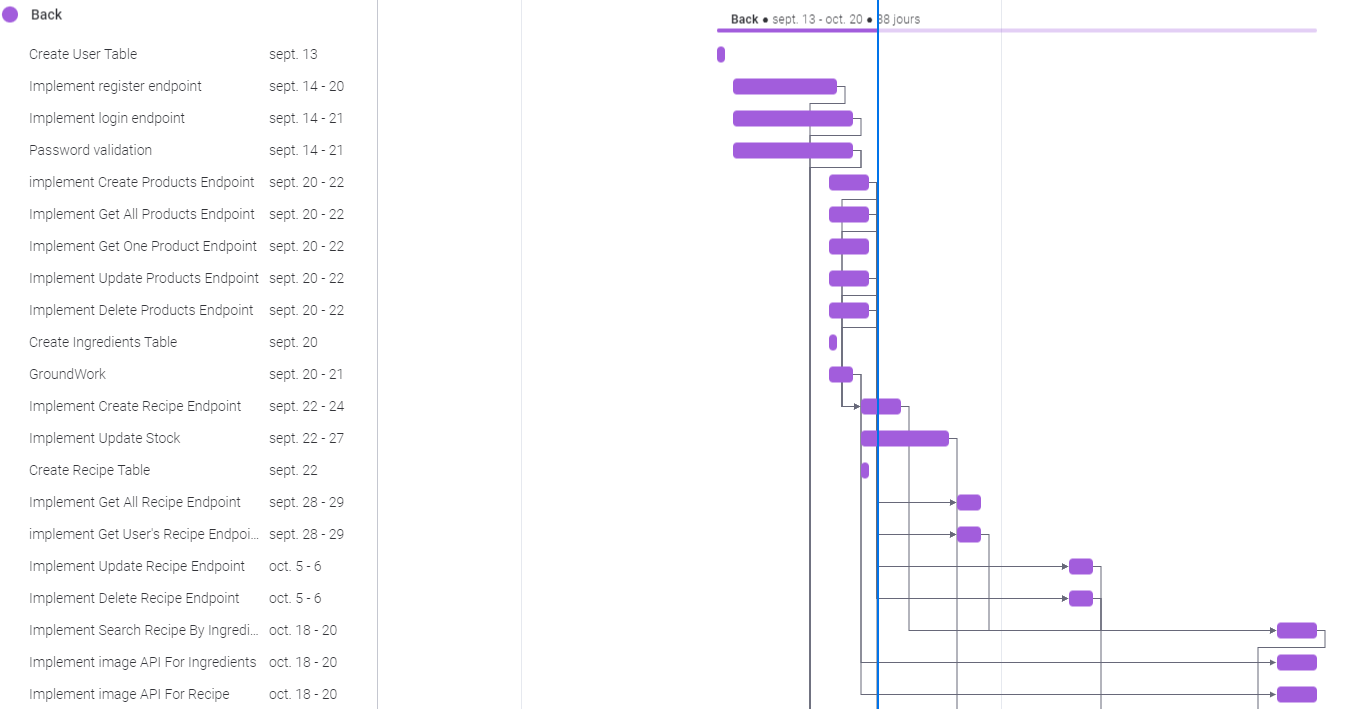 Back
Back • sept. 13 - oct. 20 • 38 jours
Create User Table sept. 13
Implement register endpoint sept. 14 - 20
Implement login endpoint sept. 14 - 21
Password validation sept. 14 - 21
implement Create Products Endpoint sept. 20 - 22
Implement Get All Products Endpoint sept. 20 - 22
Implement Get One Product Endpoint sept. 20 - 22
Implement Update Products Endpoint sept. 20 - 22
Implement Delete Products Endpoint sept. 20 - 22
Create Ingredients Table sept. 20
GroundWork sept. 20 - 21
Implement Create Recipe Endpoint sept. 22 - 24
Implement Update Stock sept. 22 - 27
Create Recipe Table sept. 22
Implement Get All Recipe Endpoint sept. 28 - 29
implement Get User's Recipe Endpoi... sept. 28 - 29
Implement Update Recipe Endpoint oct. 5 - 6
Implement Delete Recipe Endpoint oct. 5 - 6
Implement Search Recipe By Ingredi... oct. 18 - 20
Implement image API For Ingredients oct. 18 - 20
Implement image API For Recipe oct. 18 - 20